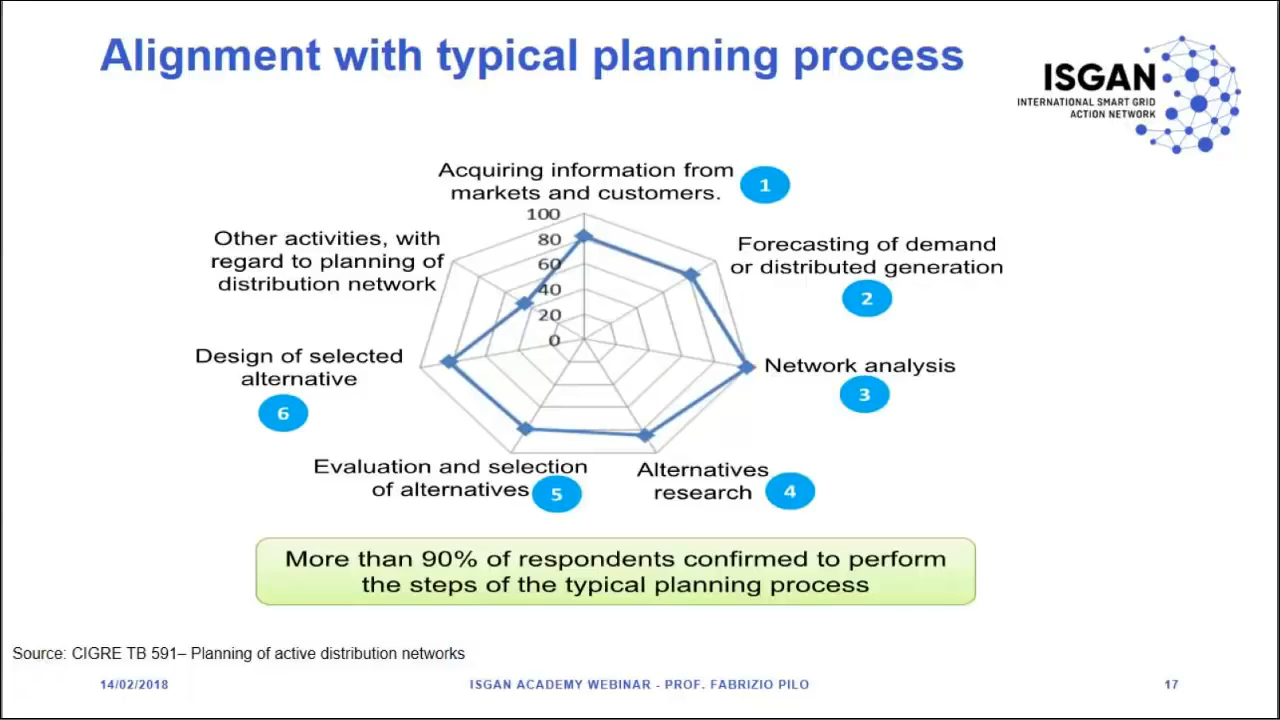 Alignment with typical planning process
ISGAN
INTERNATIONAL SMART GRID
ACTION NETWORK
Acquiring information from
markets and customers.
1
100
80
60
40
20
0
Forecasting of demand
or distributed generation
2
Network analysis
3
Alternatives
research
4
Evaluation and selection
of alternatives
5
Design of selected
alternative
6
Other activities, with
regard to planning of
distribution network
More than 90% of respondents confirmed to perform
the steps of the typical planning process
Source: CIGRE TB 591– Planning of active distribution networks
14/02/2018
ISGAN ACADEMY WEBINAR - PROF. FABRIZIO PILO
17